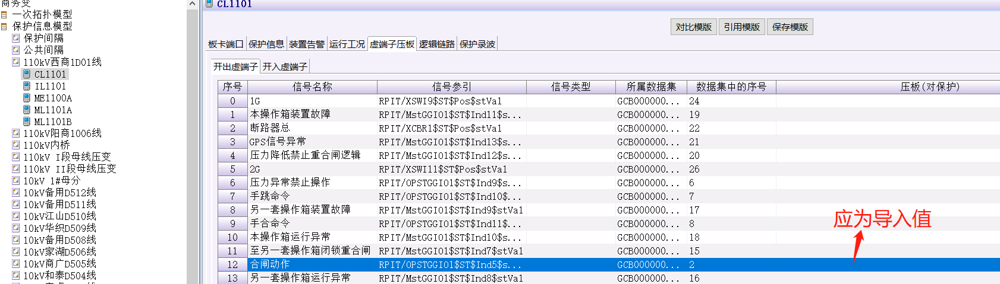 商务变
一次拓扑模型
保护信息模型
保护间隔
公共间隔
110kV西商1D01线
CL1101
IL1101
ME1100A
ML1101A
ML1101B
110kV阳商1006线
110kV内桥
110kV I段母线压变
110kV II段母线压变
10kV 1#母分
10kV备用D512线
10kV备用D511线
10kV江山D510线
10kV华织D509线
10kV备用D508线
10kV家湖D506线
10kV商广D505线
10kV和泰D504线
CL1101
对比模版 引用模版 保存模版
板卡端口 保护信息 装置告警 运行工况 虚端子压板 逻辑链路 保护录波
开出虚端子 开入虚端子
序号 信号名称 信号参引 信号类型 所属数据集 数据集中的序号 压板(对保护)
0 1G RPIT/XSWI9$ST$Pos$stVal GCB000000... 24
1 本操作箱装置故障 RPIT/MstGGIO1$ST$Ind11$s... GCB000000... 19
2 断路器总 RPIT/XCBR1$ST$Pos$stVal GCB000000... 22
3 GPS信号异常 RPIT/MstGGIO1$ST$Ind13$s... GCB000000... 21
4 压力降低禁止重合闸逻辑 RPIT/MstGGIO1$ST$Ind12$s... GCB000000... 20
5 2G RPIT/XSWI11$ST$Pos$stVal GCB000000... 26
6 压力异常禁止操作 RPIT/OPSTGGIO1$ST$Ind9$s... GCB000000... 6
7 手跳命令 RPIT/OPSTGGIO1$ST$Ind10$... GCB000000... 7
8 另一套操作箱装置故障 RPIT/MstGGIO1$ST$Ind9$stVal GCB000000... 17
9 手合命令 RPIT/OPSTGGIO1$ST$Ind11$... GCB000000... 8
10 本操作箱运行异常 RPIT/MstGGIO1$ST$Ind10$s... GCB000000... 18
11 至另一套操作箱闭锁重合闸 RPIT/MstGGIO1$ST$Ind7$stVal GCB000000... 15
12 合闸动作 RPIT/OPSTGGIO1$ST$Ind5$s... GCB000000... 2
13 另一套操作箱运行异常 RPIT/MstGGIO1$ST$Ind8$stVal GCB000000... 16
应为导入值